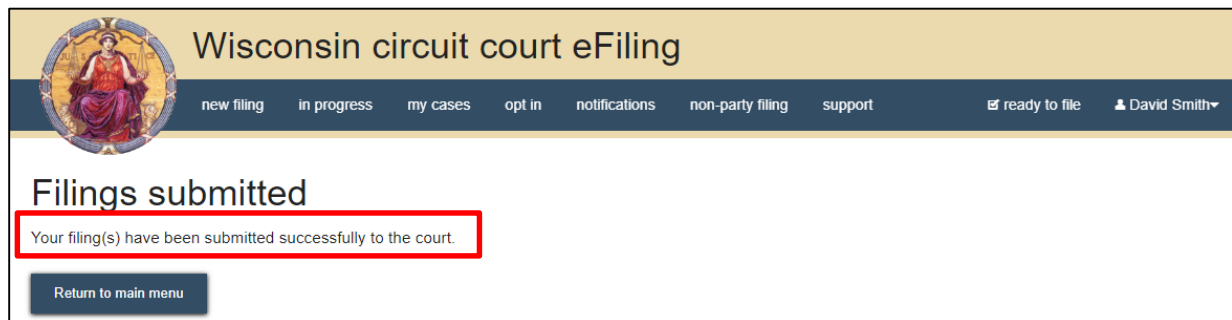 Wisconsin circuit court eFiling
new filing in progress my cases opt in notifications non-party filing support ready to file David Smith
Filings submitted
Your filing(s) have been submitted successfully to the court.
Return to main menu